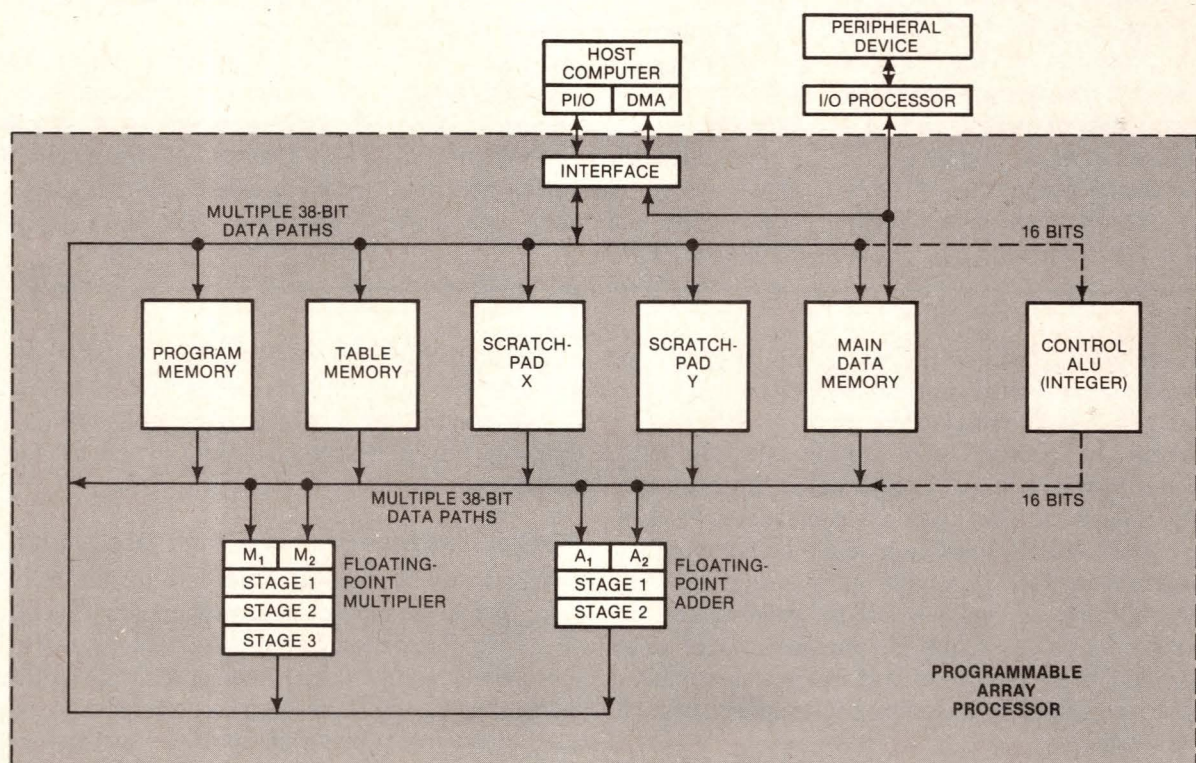 PERIPHERAL
DEVICE
HOST
COMPUTER
PI/O DMA
I/O PROCESSOR
INTERFACE
MULTIPLE 38-BIT
DATA PATHS
16 BITS
PROGRAM
MEMORY
TABLE
MEMORY
SCRATCH-
PAD
X
SCRATCH-
PAD
Y
MAIN
DATA
MEMORY
CONTROL
ALU
(INTEGER)
MULTIPLE 38-BIT
DATA PATHS
16 BITS
M₁ M₂
STAGE 1
STAGE 2
STAGE 3
FLOATING-
POINT
MULTIPLIER
A₁ A₂
STAGE 1
STAGE 2
FLOATING-
POINT
ADDER
PROGRAMMABLE
ARRAY
PROCESSOR